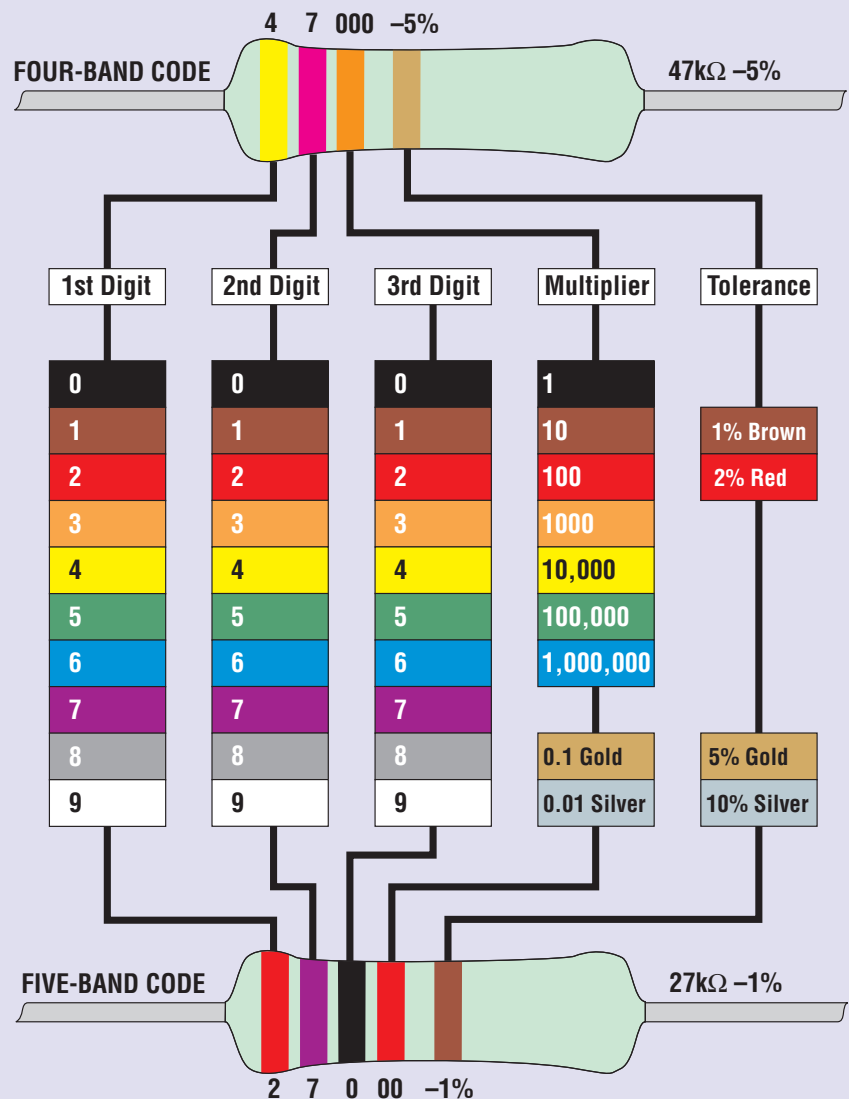 4 7 000 –5%
FOUR-BAND CODE 47kΩ –5%
1st Digit 2nd Digit 3rd Digit Multiplier Tolerance
0 0 0 1
1 1 1 10 1% Brown
2 2 2 100 2% Red
3 3 3 1000
4 4 4 10,000
5 5 5 100,000
6 6 6 1,000,000
7 7 7
8 8 8 0.1 Gold 5% Gold
9 9 9 0.01 Silver 10% Silver
FIVE-BAND CODE 27kΩ –1%
2 7 0 00 –1%